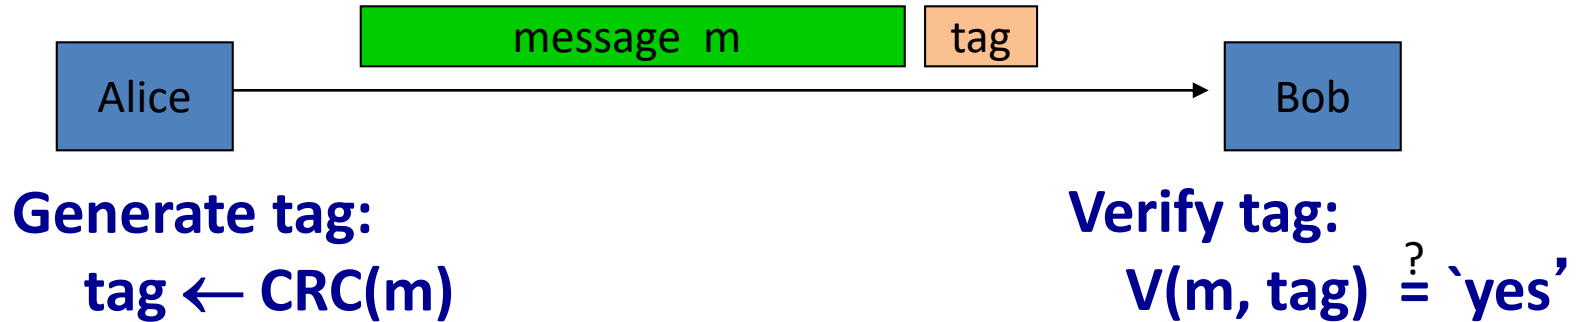 message m
tag
Alice
Bob
Generate tag:
tag ← CRC(m)
Verify tag:
V(m, tag) ≟ `yes’